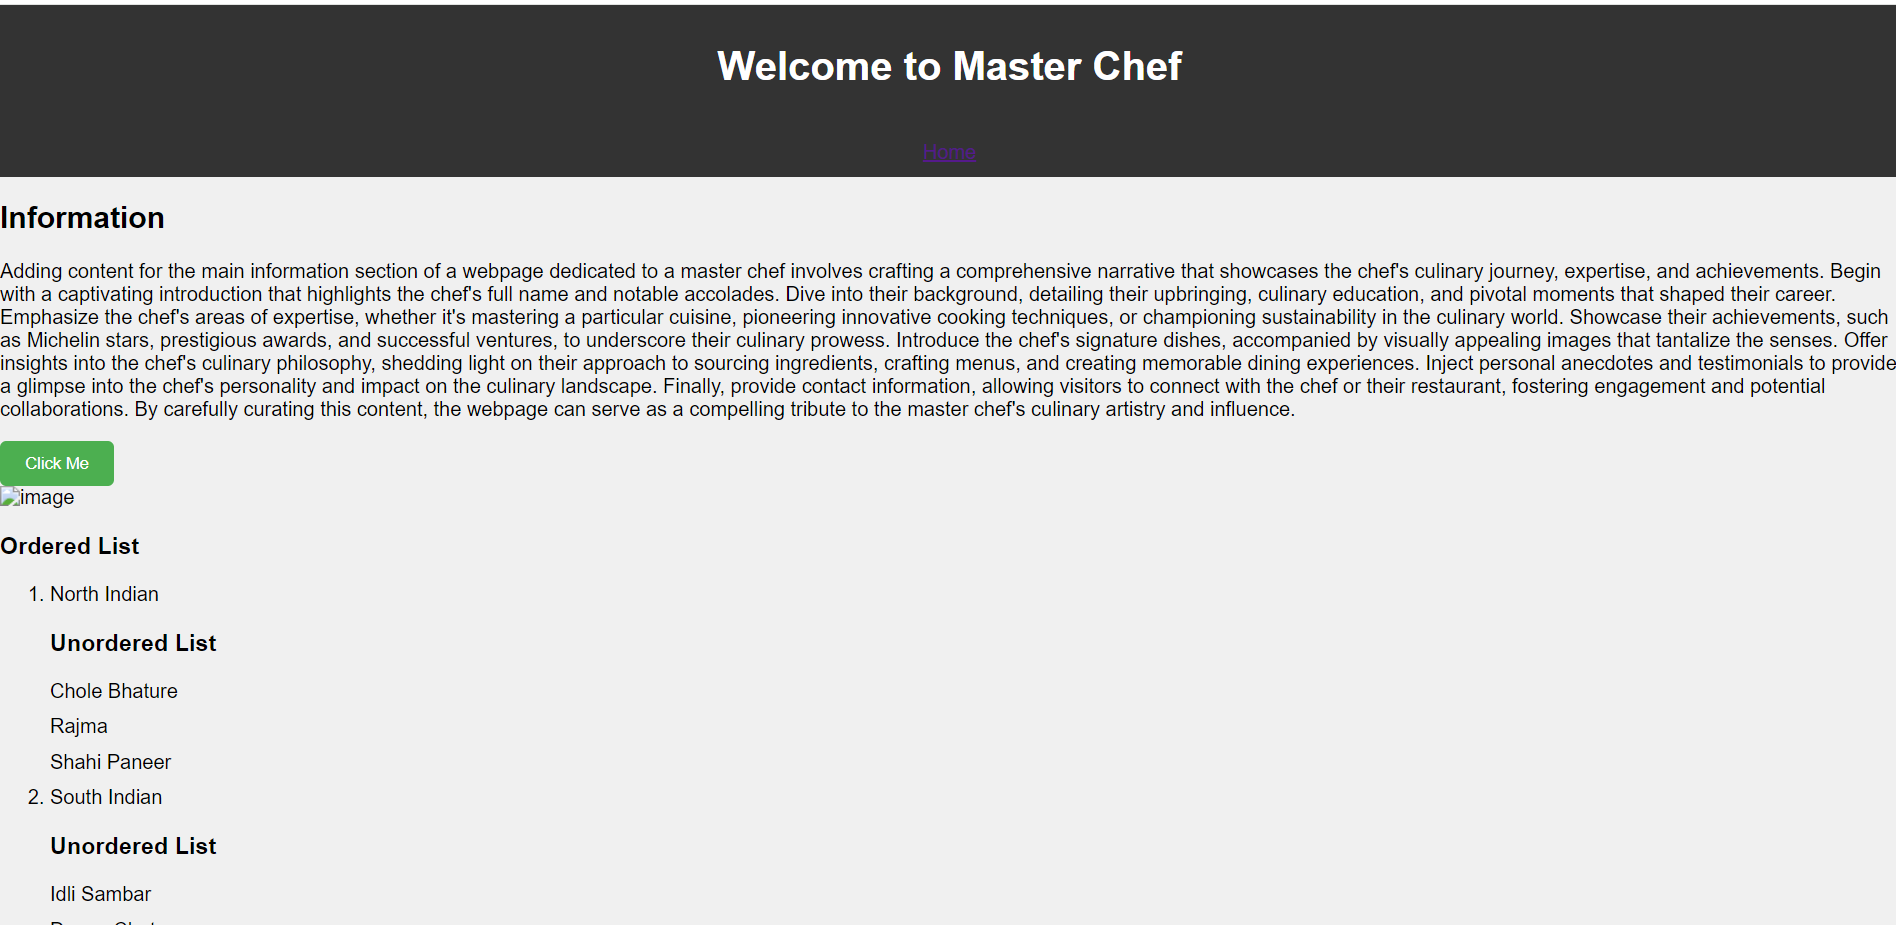 Welcome to Master Chef
Home
Information
Adding content for the main information section of a webpage dedicated to a master chef involves crafting a comprehensive narrative that showcases the chef's culinary journey, expertise, and achievements. Begin
with a captivating introduction that highlights the chef's full name and notable accolades. Dive into their background, detailing their upbringing, culinary education, and pivotal moments that shaped their career.
Emphasize the chef's areas of expertise, whether it's mastering a particular cuisine, pioneering innovative cooking techniques, or championing sustainability in the culinary world. Showcase their achievements, such
as Michelin stars, prestigious awards, and successful ventures, to underscore their culinary prowess. Introduce the chef's signature dishes, accompanied by visually appealing images that tantalize the senses. Offer
insights into the chef's culinary philosophy, shedding light on their approach to sourcing ingredients, crafting menus, and creating memorable dining experiences. Inject personal anecdotes and testimonials to provide
a glimpse into the chef's personality and impact on the culinary landscape. Finally, provide contact information, allowing visitors to connect with the chef or their restaurant, fostering engagement and potential
collaborations. By carefully curating this content, the webpage can serve as a compelling tribute to the master chef's culinary artistry and influence.
Click Me
image
Ordered List
1. North Indian
Unordered List
Chole Bhature
Rajma
Shahi Paneer
2. South Indian
Unordered List
Idli Sambar